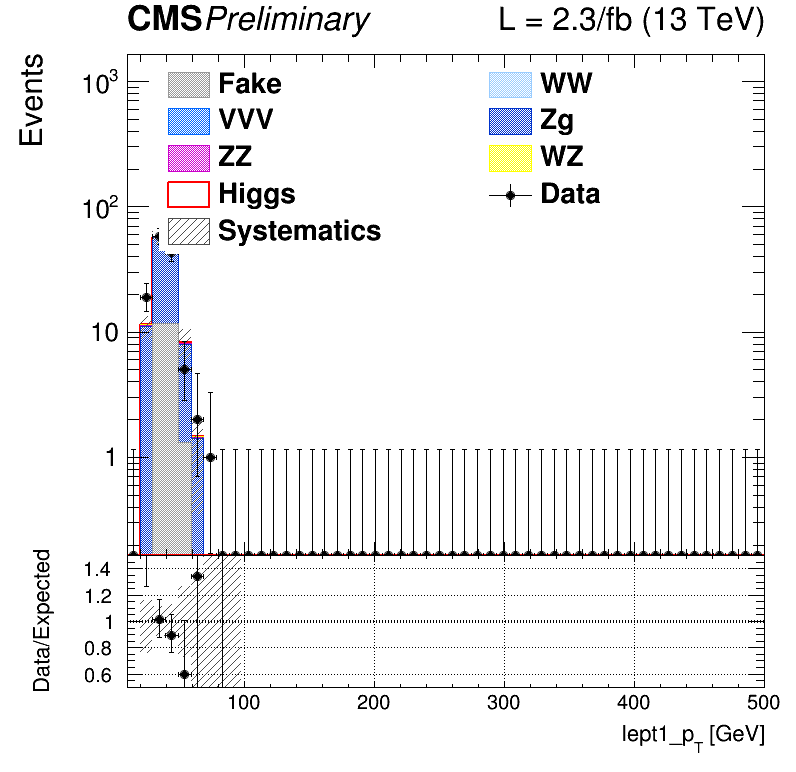 CMS Preliminary L = 2.3/fb (13 TeV)
Events
10³
10²
10
1
Fake WW
VVV Zg
ZZ WZ
Higgs Data
Systematics
Data/Expected
1.4
1.2
1
0.8
0.6
100 200 300 400 500
lept1_p_T [GeV]